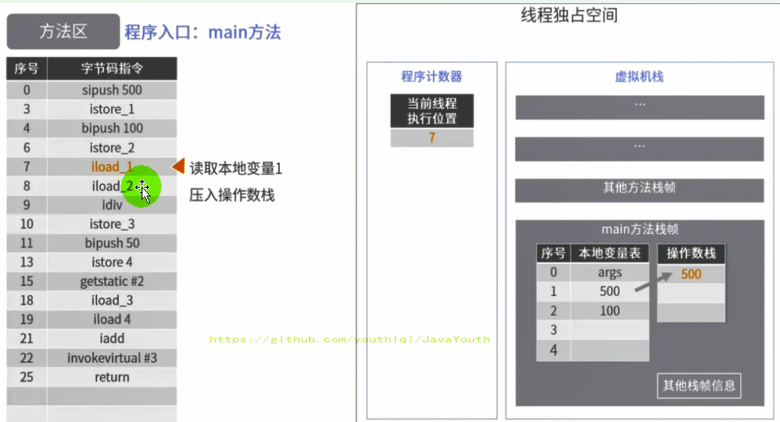 方法区 程序入口：main方法
序号 字节码指令
0 sipush 500
3 istore_1
4 bipush 100
6 istore_2
7 iload_1
8 iload_2
9 idiv
10 istore_3
11 bipush 50
13 istore 4
15 getstatic #2
18 iload_3
19 iload 4
21 iadd
22 invokevirtual #3
25 return
读取本地变量1
压入操作数栈
线程独占空间
程序计数器
当前线程
执行位置
7
虚拟机栈
...
...
其他方法栈帧
main方法栈帧
序号 本地变量表
0 args
1 500
2 100
3
4
操作数栈
500
其他栈帧信息
https://github.com/youthlql/JavaYouth